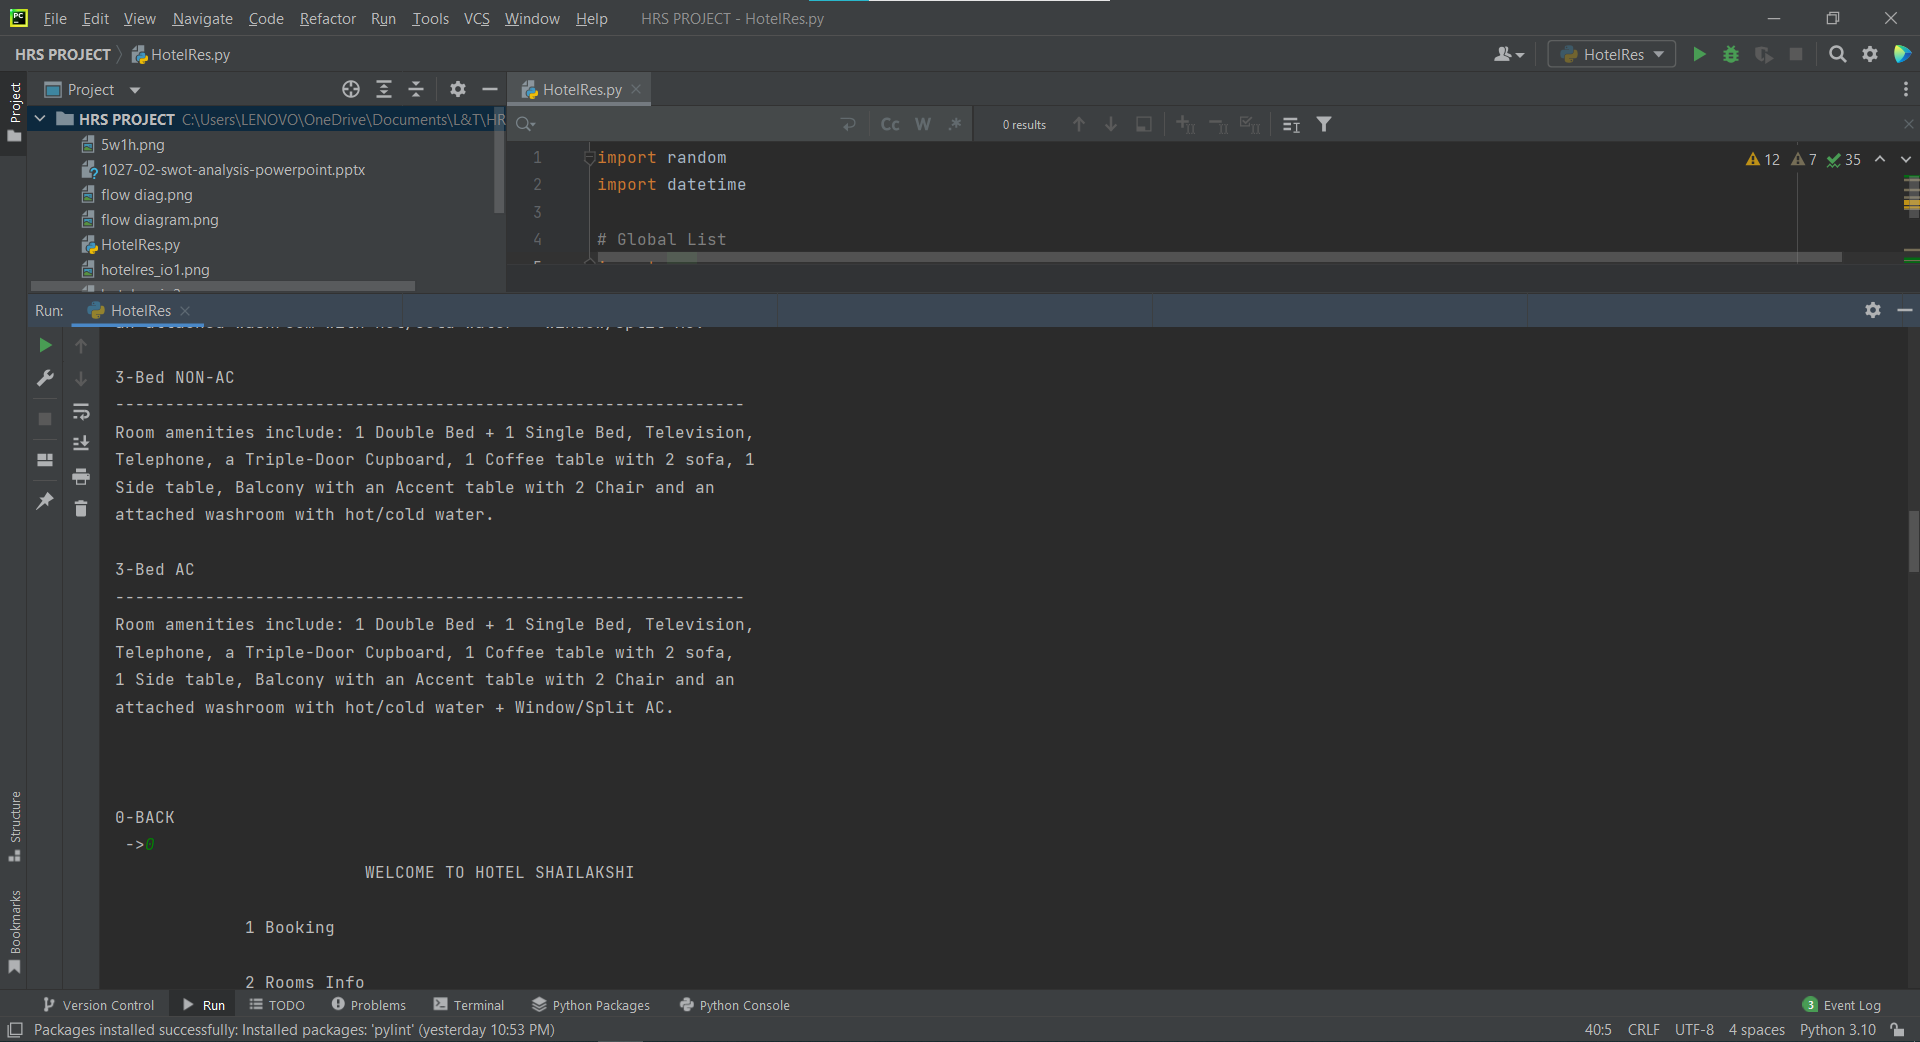 File Edit View Navigate Code Refactor Run Tools VCS Window Help HRS PROJECT - HotelRes.py
HRS PROJECT HotelRes.py HotelRes
Project
Project
HotelRes.py
HRS PROJECT C:\Users\LENOVO\OneDrive\Documents\L&T\HR
5w1h.png
1027-02-swot-analysis-powerpoint.pptx
flow diag.png
flow diagram.png
HotelRes.py
hotelres_io1.png
Cc W .* 0 results
1 import random
2 import datetime
3
4 # Global List
12 7 35
Run: HotelRes
3-Bed NON-AC
---------------------------------------------------------------
Room amenities include: 1 Double Bed + 1 Single Bed, Television,
Telephone, a Triple-Door Cupboard, 1 Coffee table with 2 sofa, 1
Side table, Balcony with an Accent table with 2 Chair and an
attached washroom with hot/cold water.
3-Bed AC
---------------------------------------------------------------
Room amenities include: 1 Double Bed + 1 Single Bed, Television,
Telephone, a Triple-Door Cupboard, 1 Coffee table with 2 sofa,
1 Side table, Balcony with an Accent table with 2 Chair and an
attached washroom with hot/cold water + Window/Split AC.
0-BACK
->0
WELCOME TO HOTEL SHAILAKSHI
1 Booking
2 Rooms Info
Structure
Bookmarks
Version Control Run TODO Problems Terminal Python Packages Python Console 3 Event Log
Packages installed successfully: Installed packages: 'pylint' (yesterday 10:53 PM) 40:5 CRLF UTF-8 4 spaces Python 3.10